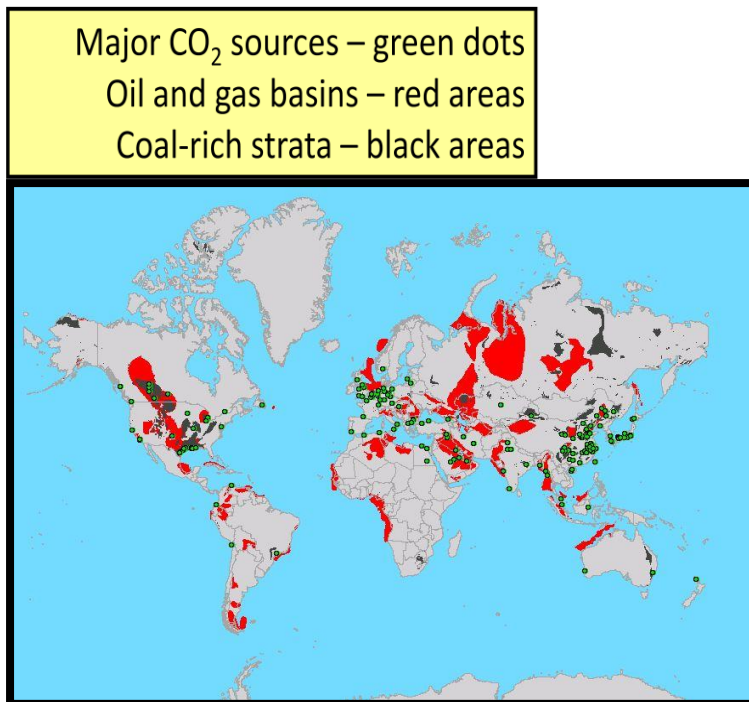 Major CO₂ sources – green dots
Oil and gas basins – red areas
Coal-rich strata – black areas